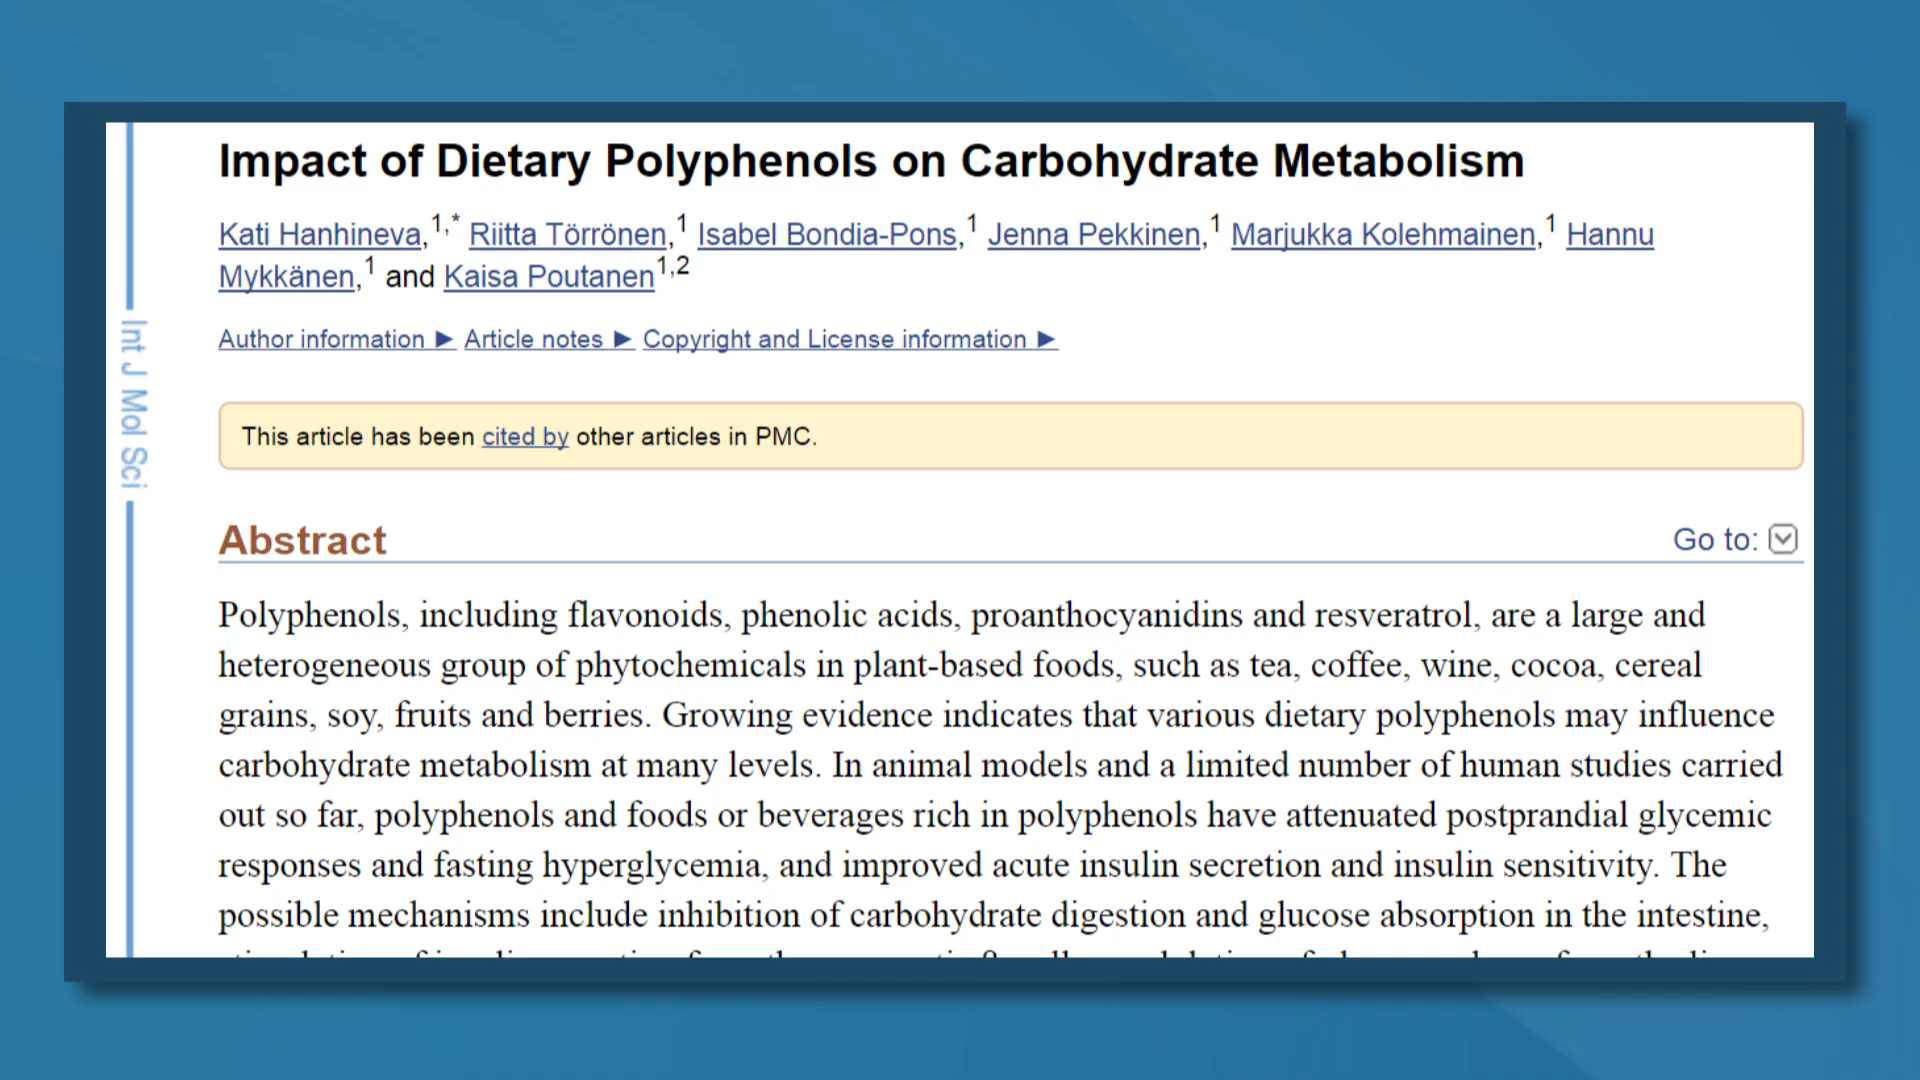 Impact of Dietary Polyphenols on Carbohydrate Metabolism
Kati Hanhineva,1,* Riitta Törrönen,1 Isabel Bondia-Pons,1 Jenna Pekkinen,1 Marjukka Kolehmainen,1 Hannu
Mykkänen,1 and Kaisa Poutanen1,2
Author information ► Article notes ► Copyright and License information ►
Int J Mol Sci
This article has been cited by other articles in PMC.
Abstract
Go to:
Polyphenols, including flavonoids, phenolic acids, proanthocyanidins and resveratrol, are a large and
heterogeneous group of phytochemicals in plant-based foods, such as tea, coffee, wine, cocoa, cereal
grains, soy, fruits and berries. Growing evidence indicates that various dietary polyphenols may influence
carbohydrate metabolism at many levels. In animal models and a limited number of human studies carried
out so far, polyphenols and foods or beverages rich in polyphenols have attenuated postprandial glycemic
responses and fasting hyperglycemia, and improved acute insulin secretion and insulin sensitivity. The
possible mechanisms include inhibition of carbohydrate digestion and glucose absorption in the intestine,